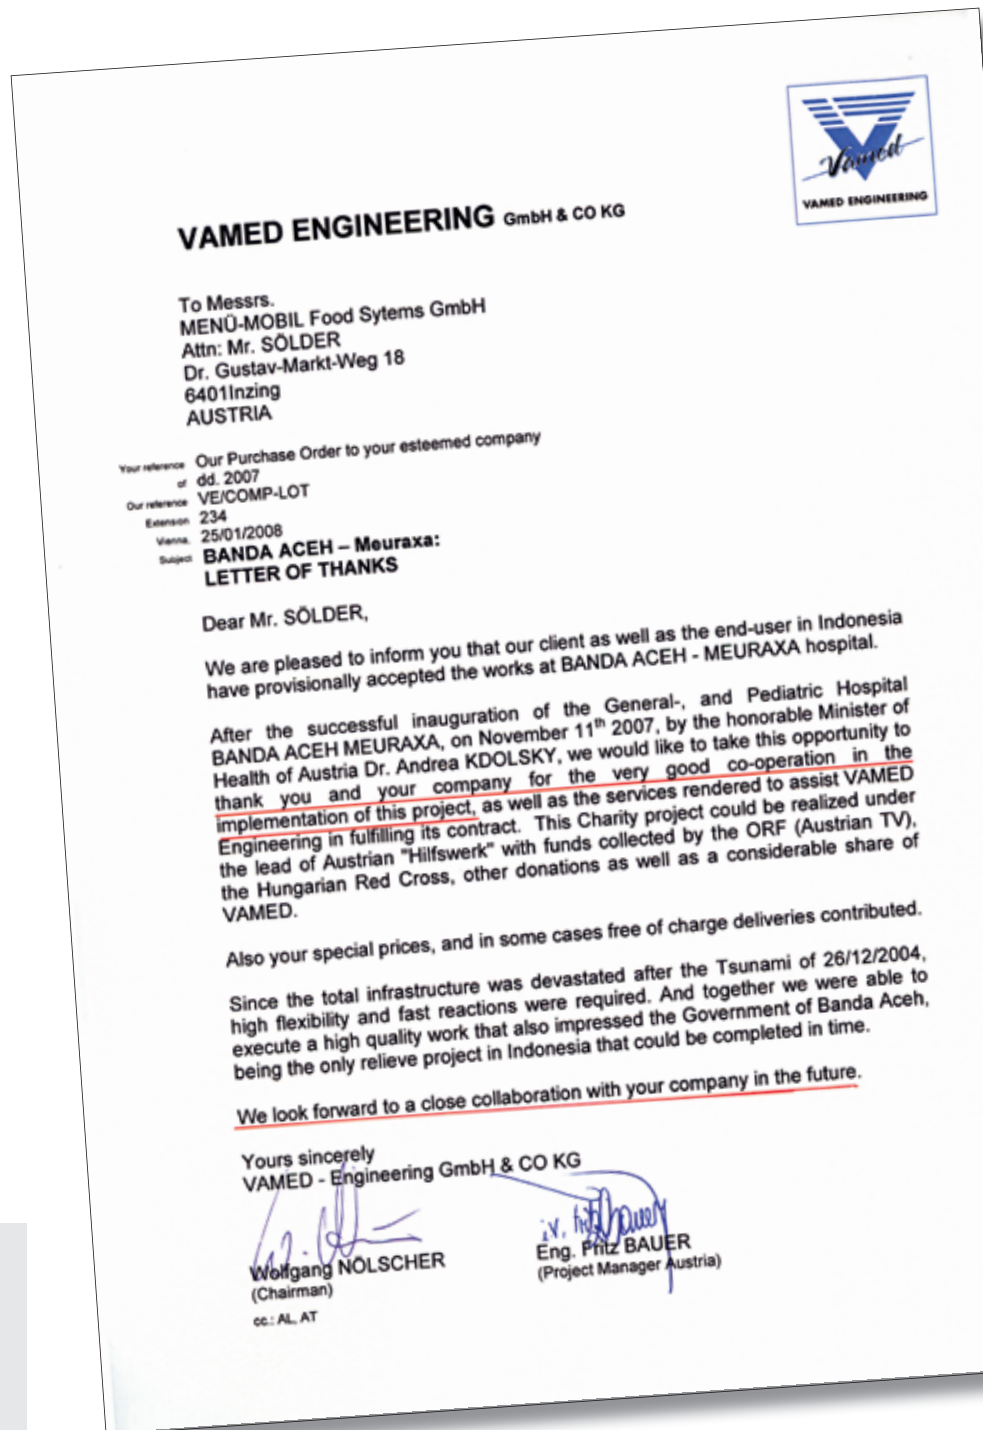 Vamed
VAMED ENGINEERING
VAMED ENGINEERING GmbH & CO KG
To Messrs.
MENÜ-MOBIL Food Sytems GmbH
Attn: Mr. SÖLDER
Dr. Gustav-Markt-Weg 18
6401Inzing
AUSTRIA
Your reference Our Purchase Order to your esteemed company
of dd. 2007
Our reference VE/COMP-LOT
Extension 234
Vienna, 25/01/2008
Subject BANDA ACEH – Meuraxa:
LETTER OF THANKS
Dear Mr. SÖLDER,
We are pleased to inform you that our client as well as the end-user in Indonesia
have provisionally accepted the works at BANDA ACEH - MEURAXA hospital.
After the successful inauguration of the General-, and Pediatric Hospital
BANDA ACEH MEURAXA, on November 11th 2007, by the honorable Minister of
Health of Austria Dr. Andrea KDOLSKY, we would like to take this opportunity to
thank you and your company for the very good co-operation in the
implementation of this project, as well as the services rendered to assist VAMED
Engineering in fulfilling its contract. This Charity project could be realized under
the lead of Austrian "Hilfswerk" with funds collected by the ORF (Austrian TV),
the Hungarian Red Cross, other donations as well as a considerable share of
VAMED.
Also your special prices, and in some cases free of charge deliveries contributed.
Since the total infrastructure was devastated after the Tsunami of 26/12/2004,
high flexibility and fast reactions were required. And together we were able to
execute a high quality work that also impressed the Government of Banda Aceh,
being the only relieve project in Indonesia that could be completed in time.
We look forward to a close collaboration with your company in the future.
Yours sincerely
VAMED - Engineering GmbH & CO KG
Wolfgang NÖLSCHER
(Chairman)
Eng. Fritz BAUER
(Project Manager Austria)
cc.: AL, AT